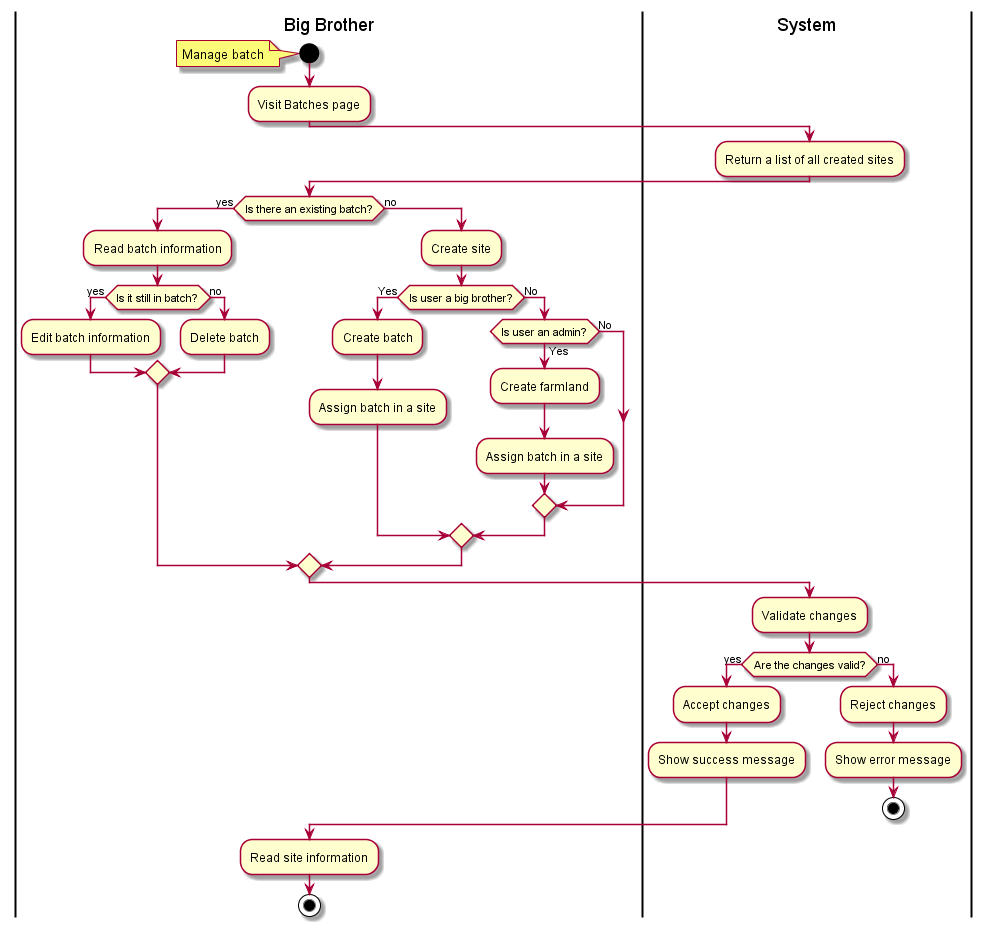 Big Brother
System
Manage batch
Visit Batches page
Return a list of all created sites
yes
Is there an existing batch?
no
Read batch information
Create site
yes
Is it still in batch?
no
Yes
Is user a big brother?
No
Edit batch information
Delete batch
Create batch
Is user an admin?
No
Yes
Create farmland
Assign batch in a site
Assign batch in a site
Validate changes
yes
Are the changes valid?
no
Accept changes
Reject changes
Show success message
Show error message
Read site information